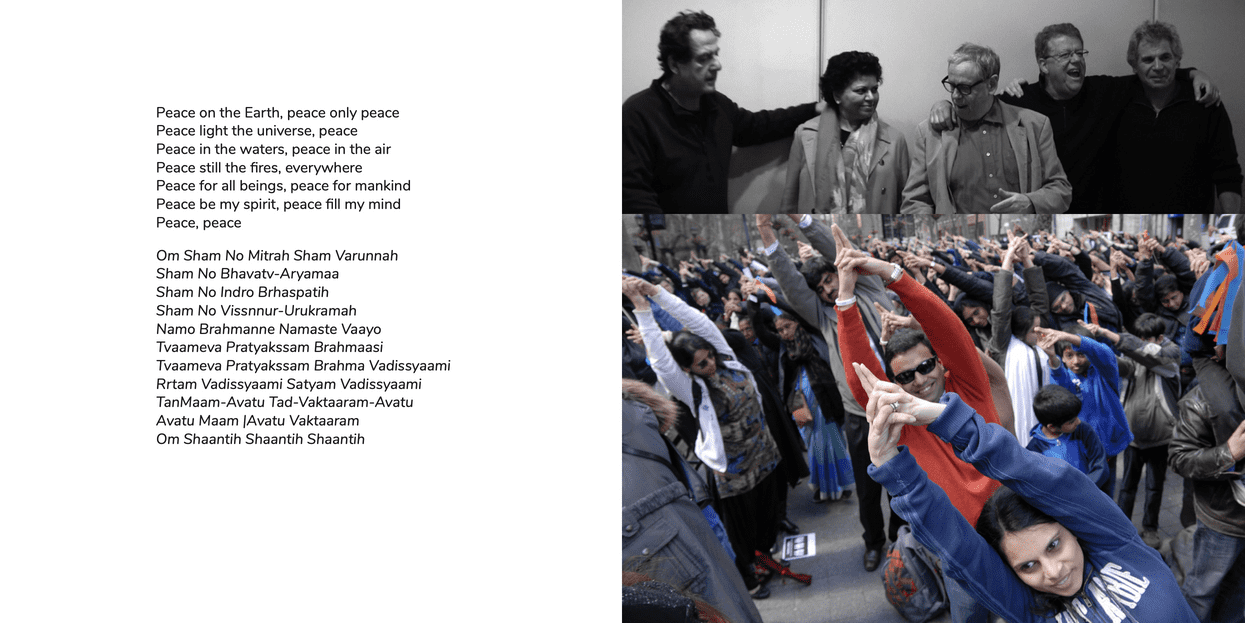 Peace on the Earth, peace only peace
Peace light the universe, peace
Peace in the waters, peace in the air
Peace still the fires, everywhere
Peace for all beings, peace for mankind
Peace be my spirit, peace fill my mind
Peace, peace
Om Sham No Mitrah Sham Varunnah
Sham No Bhavatv-Aryamaa
Sham No Indro Brhaspatih
Sham No Vissnnur-Urukramah
Namo Brahmanne Namaste Vaayo
Tvaameva Pratyakssam Brahmaasi
Tvaameva Pratyakssam Brahma Vadissyaami
Rrtam Vadissyaami Satyam Vadissyaami
TanMaam-Avatu Tad-Vaktaaram-Avatu
Avatu Maam |Avatu Vaktaaram
Om Shaantih Shaantih Shaantih